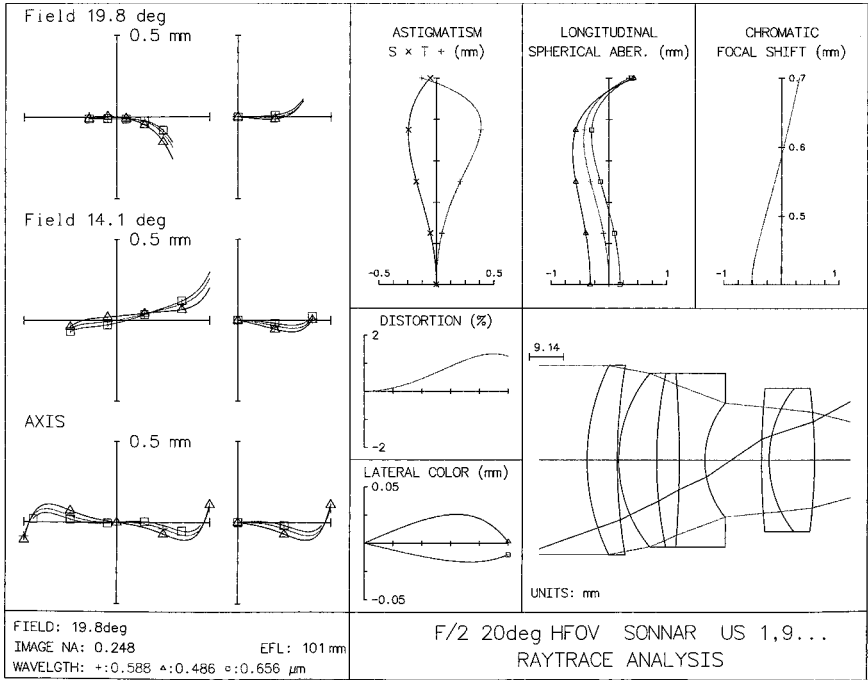 Field 19.8 deg
0.5 mm
Field 14.1 deg
0.5 mm
AXIS
0.5 mm
ASTIGMATISM
S × T + (mm)
-0.5
0.5
LONGITUDINAL
SPHERICAL ABER. (mm)
-1
1
CHROMATIC
FOCAL SHIFT (mm)
0.7
0.6
0.5
-1
1
DISTORTION (%)
2
-2
LATERAL COLOR (mm)
0.05
-0.05
9.14
UNITS: mm
FIELD: 19.8deg
IMAGE NA: 0.248 EFL: 101 mm
WAVELGTH: +:0.588 ▵:0.486 ▫:0.656 µm
F/2 20deg HFOV SONNAR US 1,9...
RAYTRACE ANALYSIS